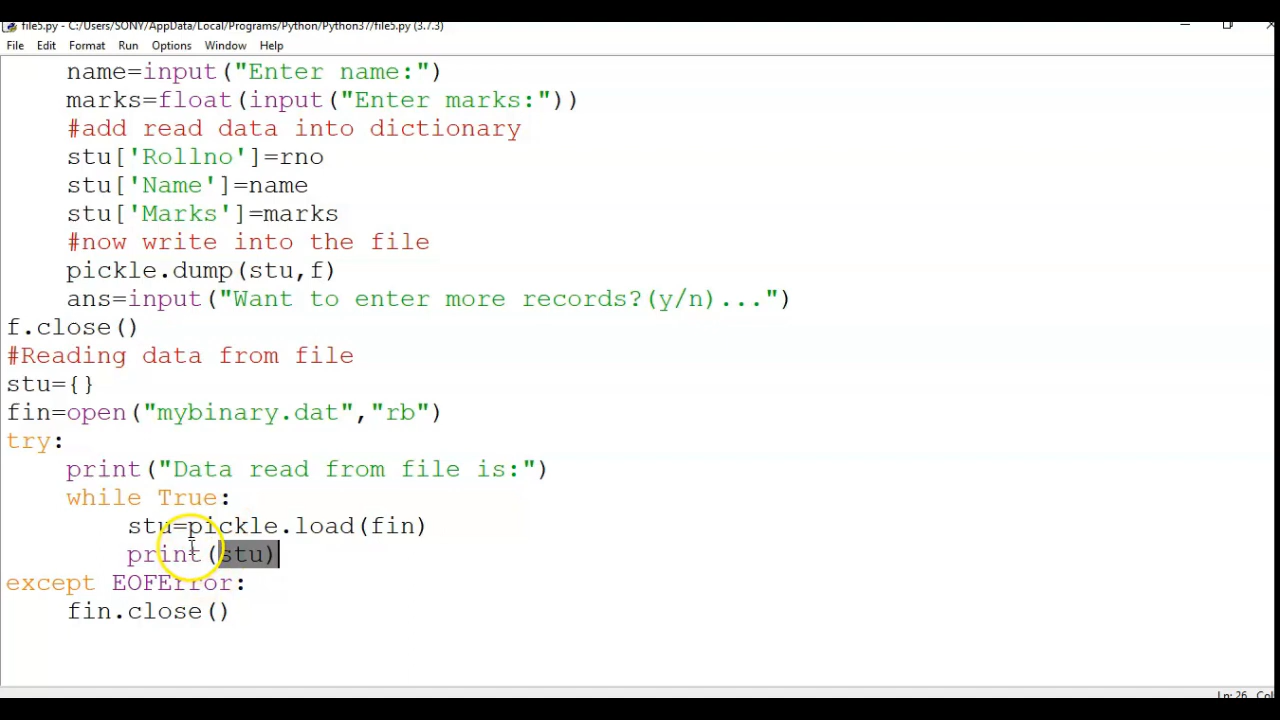 file5.py - C:/Users/SONY/AppData/Local/Programs/Python/Python37/file5.py (3.7.3)
File Edit Format Run Options Window Help
name=input("Enter name:")
marks=float(input("Enter marks:"))
#add read data into dictionary
stu['Rollno']=rno
stu['Name']=name
stu['Marks']=marks
#now write into the file
pickle.dump(stu,f)
ans=input("Want to enter more records?(y/n)...")
f.close()
#Reading data from file
stu={}
fin=open("mybinary.dat","rb")
try:
print("Data read from file is:")
while True:
stu=pickle.load(fin)
print(stu)
except EOFError:
fin.close()
Ln: 26 Col